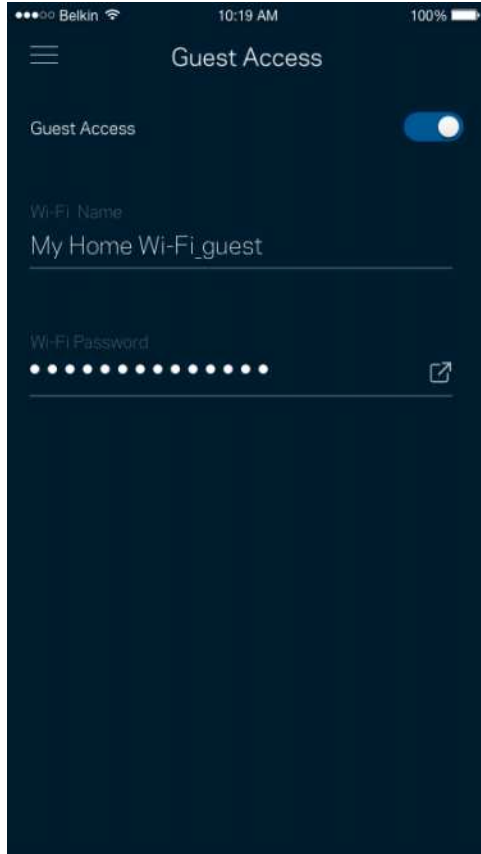 Belkin 10:19 AM 100%
Guest Access
Guest Access
Wi-Fi Name
My Home Wi-Fi_guest
Wi-Fi Password
••••••••••••••